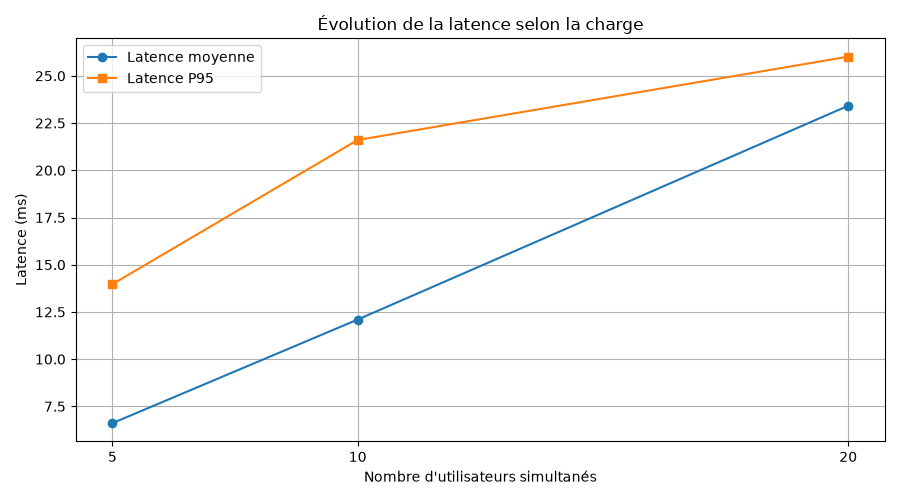 Évolution de la latence selon la charge
Latence moyenne
Latence P95
Latence (ms)
25.0
22.5
20.0
17.5
15.0
12.5
10.0
7.5
5
10
20
Nombre d'utilisateurs simultanés